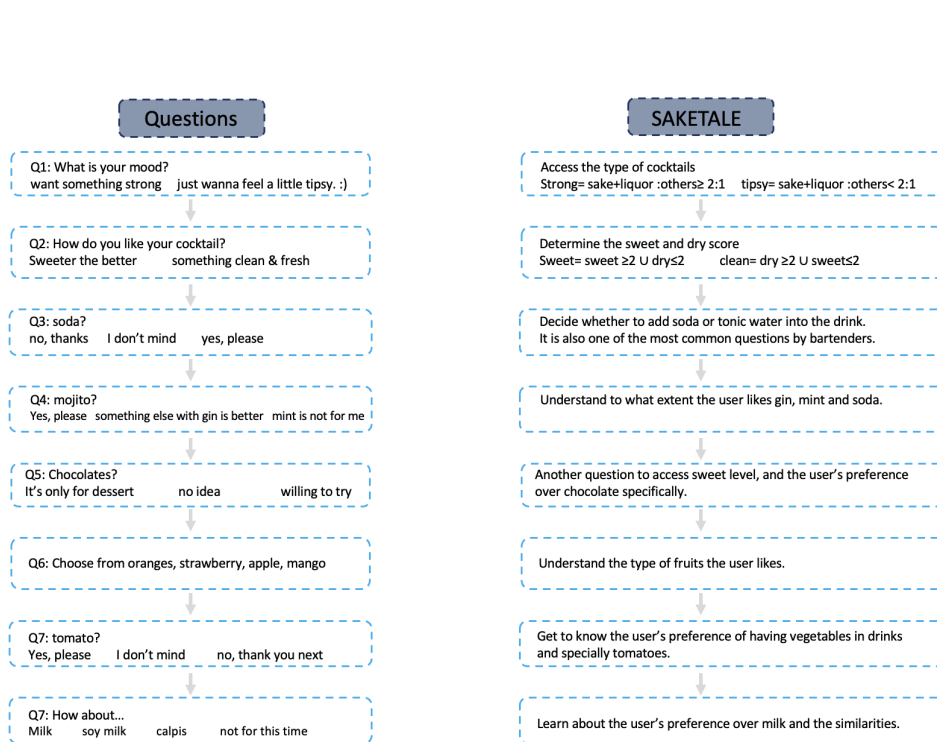 Questions
Q1: What is your mood?
want something strong just wanna feel a little tipsy. :)
Q2: How do you like your cocktail?
Sweeter the better something clean & fresh
Q3: soda?
no, thanks I don't mind yes, please
Q4: mojito?
Yes, please something else with gin is better mint is not for me
Q5: Chocolates?
It's only for dessert no idea willing to try
Q6: Choose from oranges, strawberry, apple, mango
Q7: tomato?
Yes, please I don't mind no, thank you next
Q7: How about...
Milk soy milk calpis not for this time
SAKETALE
Access the type of cocktails
Strong= sake+liquor :others≥ 2:1 tipsy= sake+liquor :others< 2:1
Determine the sweet and dry score
Sweet= sweet ≥2 U dry≤2 clean= dry ≥2 U sweet≤2
Decide whether to add soda or tonic water into the drink.
It is also one of the most common questions by bartenders.
Understand to what extent the user likes gin, mint and soda.
Another question to access sweet level, and the user's preference
over chocolate specifically.
Understand the type of fruits the user likes.
Get to know the user's preference of having vegetables in drinks
and specially tomatoes.
Learn about the user's preference over milk and the similarities.